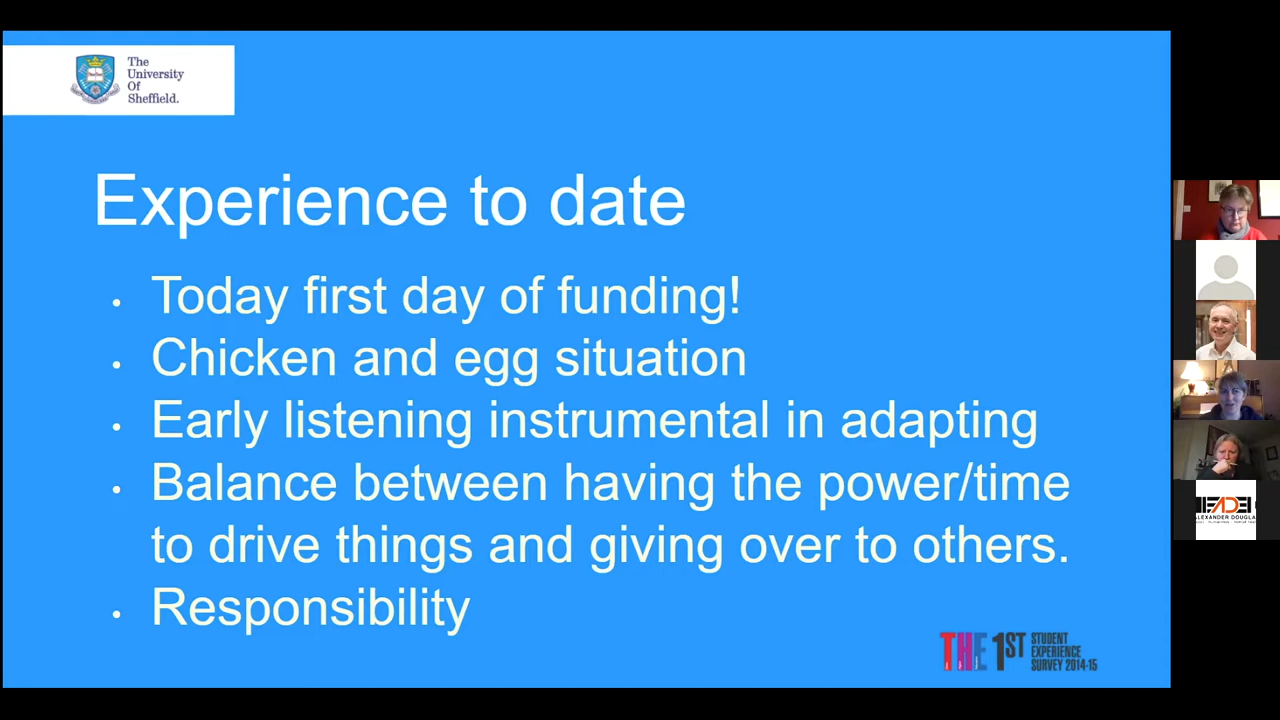 The
University
Of
Sheffield.
Experience to date
• Today first day of funding!
• Chicken and egg situation
• Early listening instrumental in adapting
• Balance between having the power/time
to drive things and giving over to others.
• Responsibility
THE 1ST STUDENT
EXPERIENCE
SURVEY 2014-15